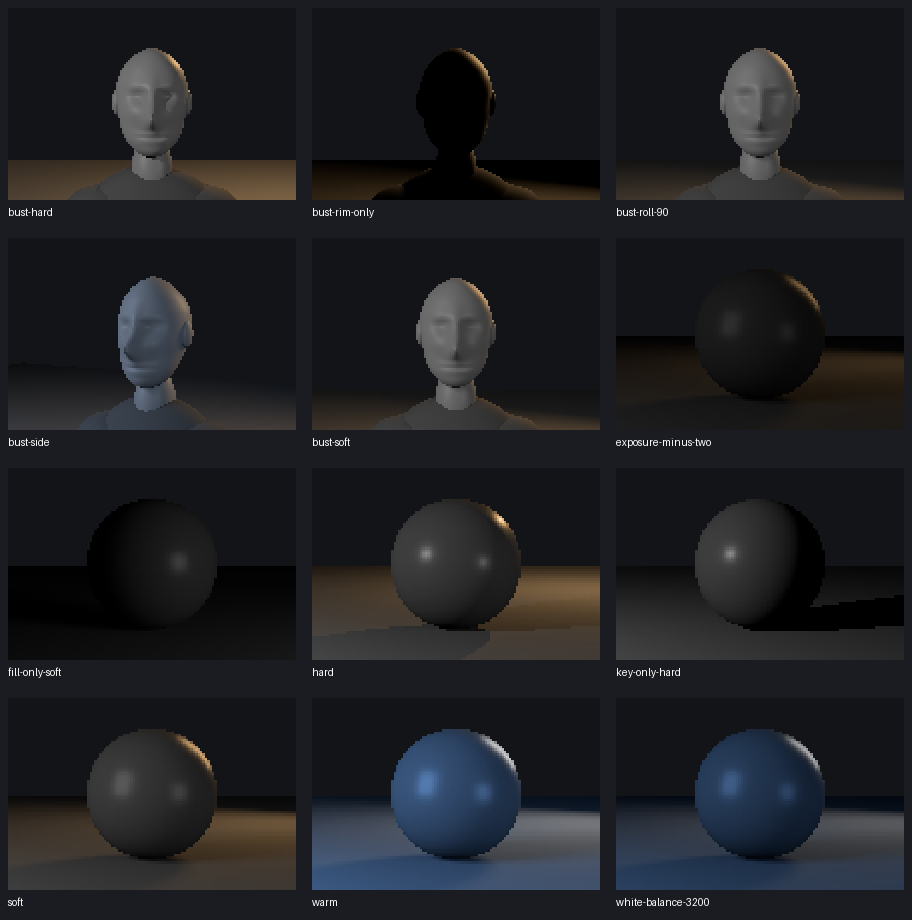 bust-hard
bust-rim-only
bust-roll-90
bust-side
bust-soft
exposure-minus-two
fill-only-soft
hard
key-only-hard
soft
warm
white-balance-3200